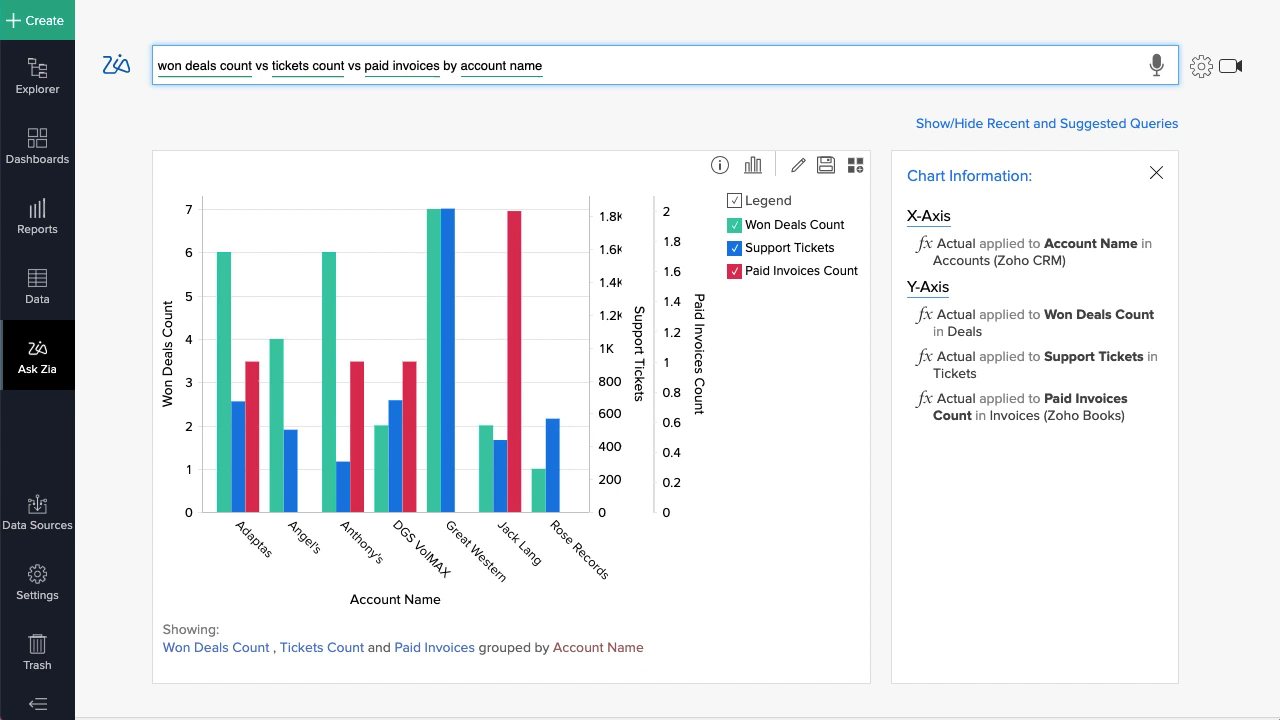 Create
Explorer
Dashboards
Reports
Data
Ask Zia
Data Sources
Settings
Trash
Zia
won deals count vs tickets count vs paid invoices by account name
Show/Hide Recent and Suggested Queries
Won Deals Count
7
6
5
4
3
2
1
0
1.8K
1.6K
1.4K
1.2K
1K
800
600
400
200
0
Support Tickets
2
1.8
1.6
1.4
1.2
1
0.8
0.6
0.4
0.2
0
Paid Invoices Count
Adaptas
Angel's
Anthony's
DGS VolMAX
Great Western
Jack Lang
Rose Records
Account Name
Legend
Won Deals Count
Support Tickets
Paid Invoices Count
Showing:
Won Deals Count , Tickets Count and Paid Invoices grouped by Account Name
Chart Information:
X-Axis
fx Actual applied to Account Name in
Accounts (Zoho CRM)
Y-Axis
fx Actual applied to Won Deals Count
in Deals
fx Actual applied to Support Tickets in
Tickets
fx Actual applied to Paid Invoices
Count in Invoices (Zoho Books)